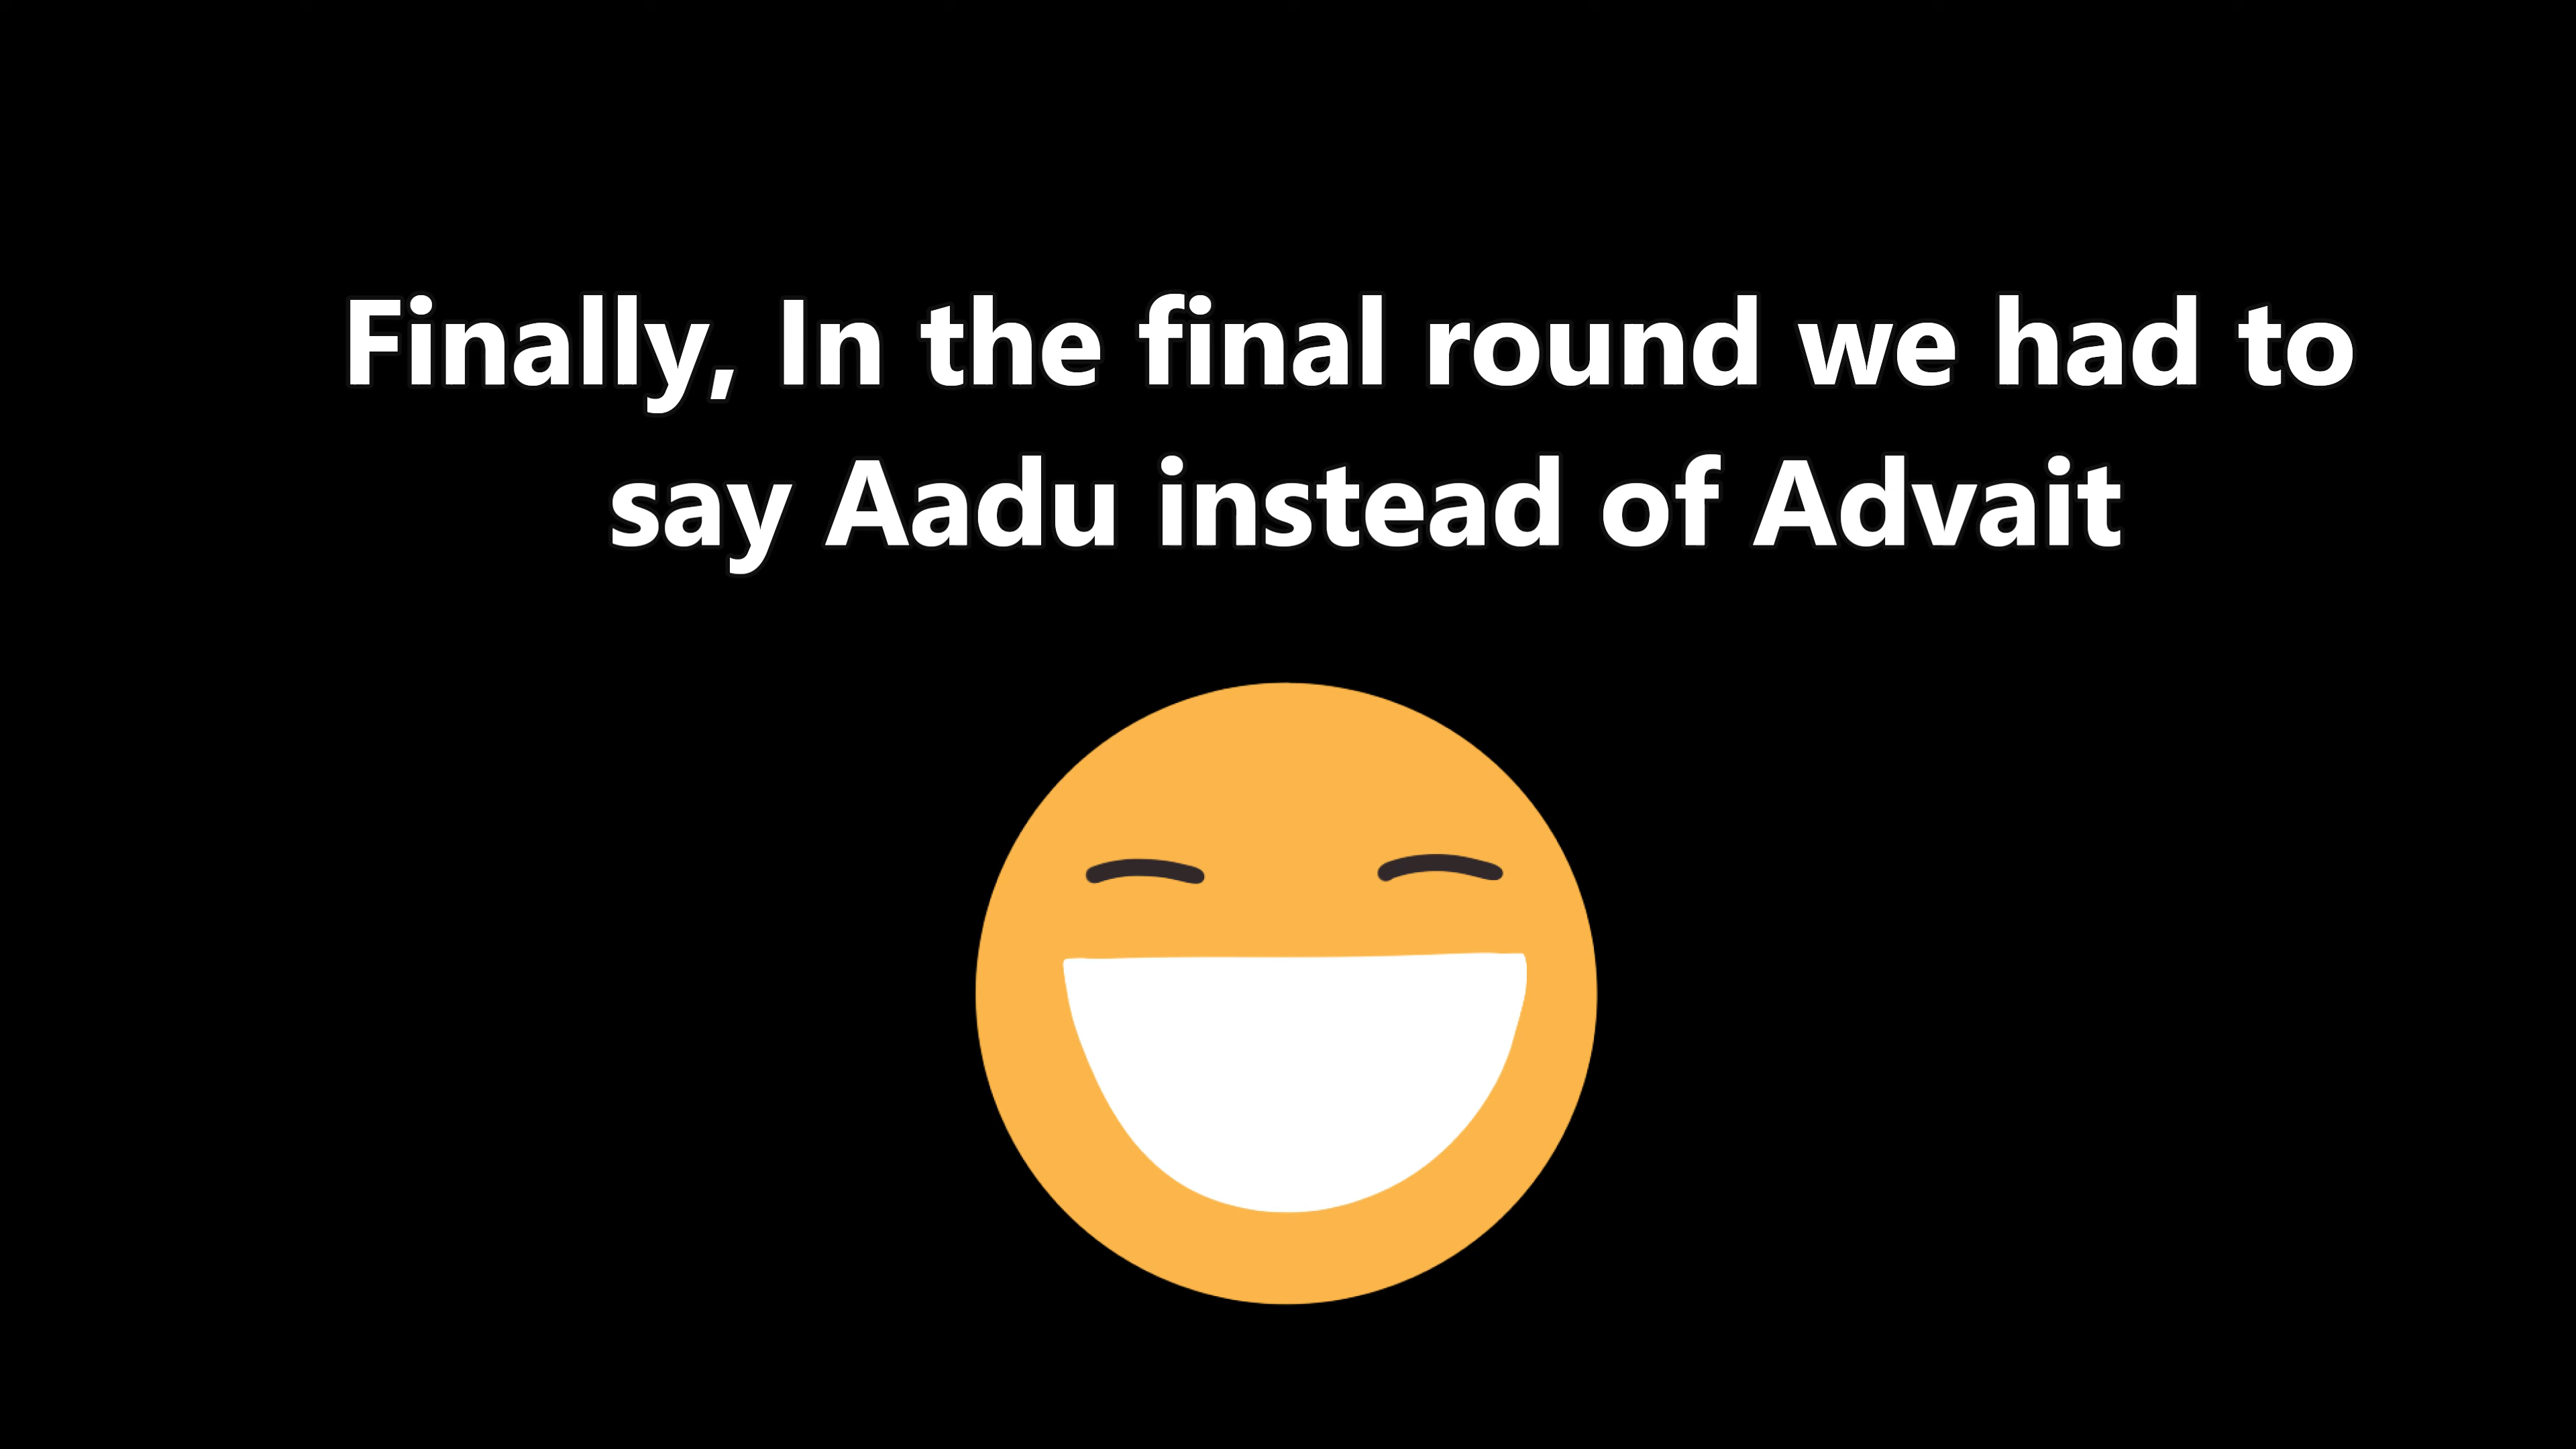 Finally, In the final round we had to
say Aadu instead of Advait